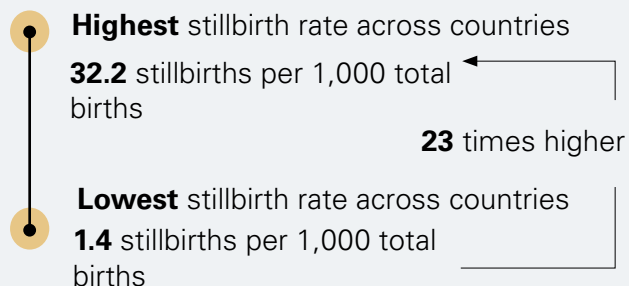 Highest stillbirth rate across countries
32.2 stillbirths per 1,000 total
births
23 times higher
Lowest stillbirth rate across countries
1.4 stillbirths per 1,000 total
births